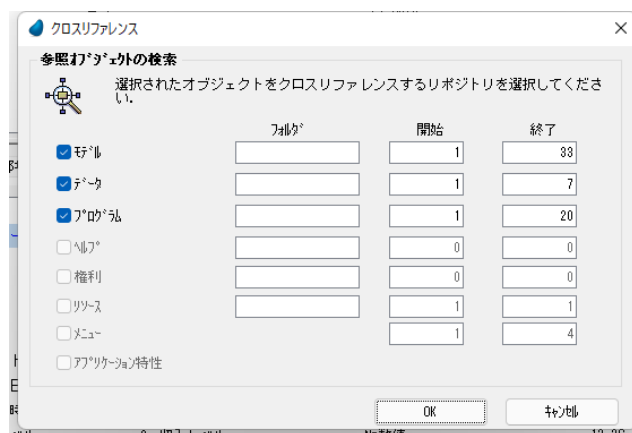 クロスリファレンス
参照オブジェクトの検索
選択されたオブジェクトをクロスリファレンスするリポジトリを選択してくださ
い.
フォルダ 開始 終了
モデル 1 33
データ 1 7
プログラム 1 20
ヘルプ 0 0
権利 0 0
リソース 1 1
メニュー 1 4
アプリケーション特性
OK キャンセル